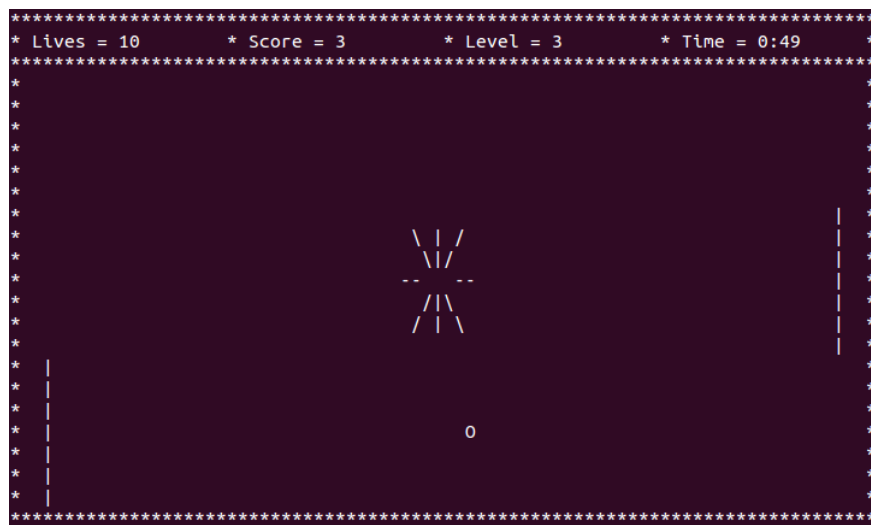 * Lives = 10 * Score = 3 * Level = 3 * Time = 0:49 *
O